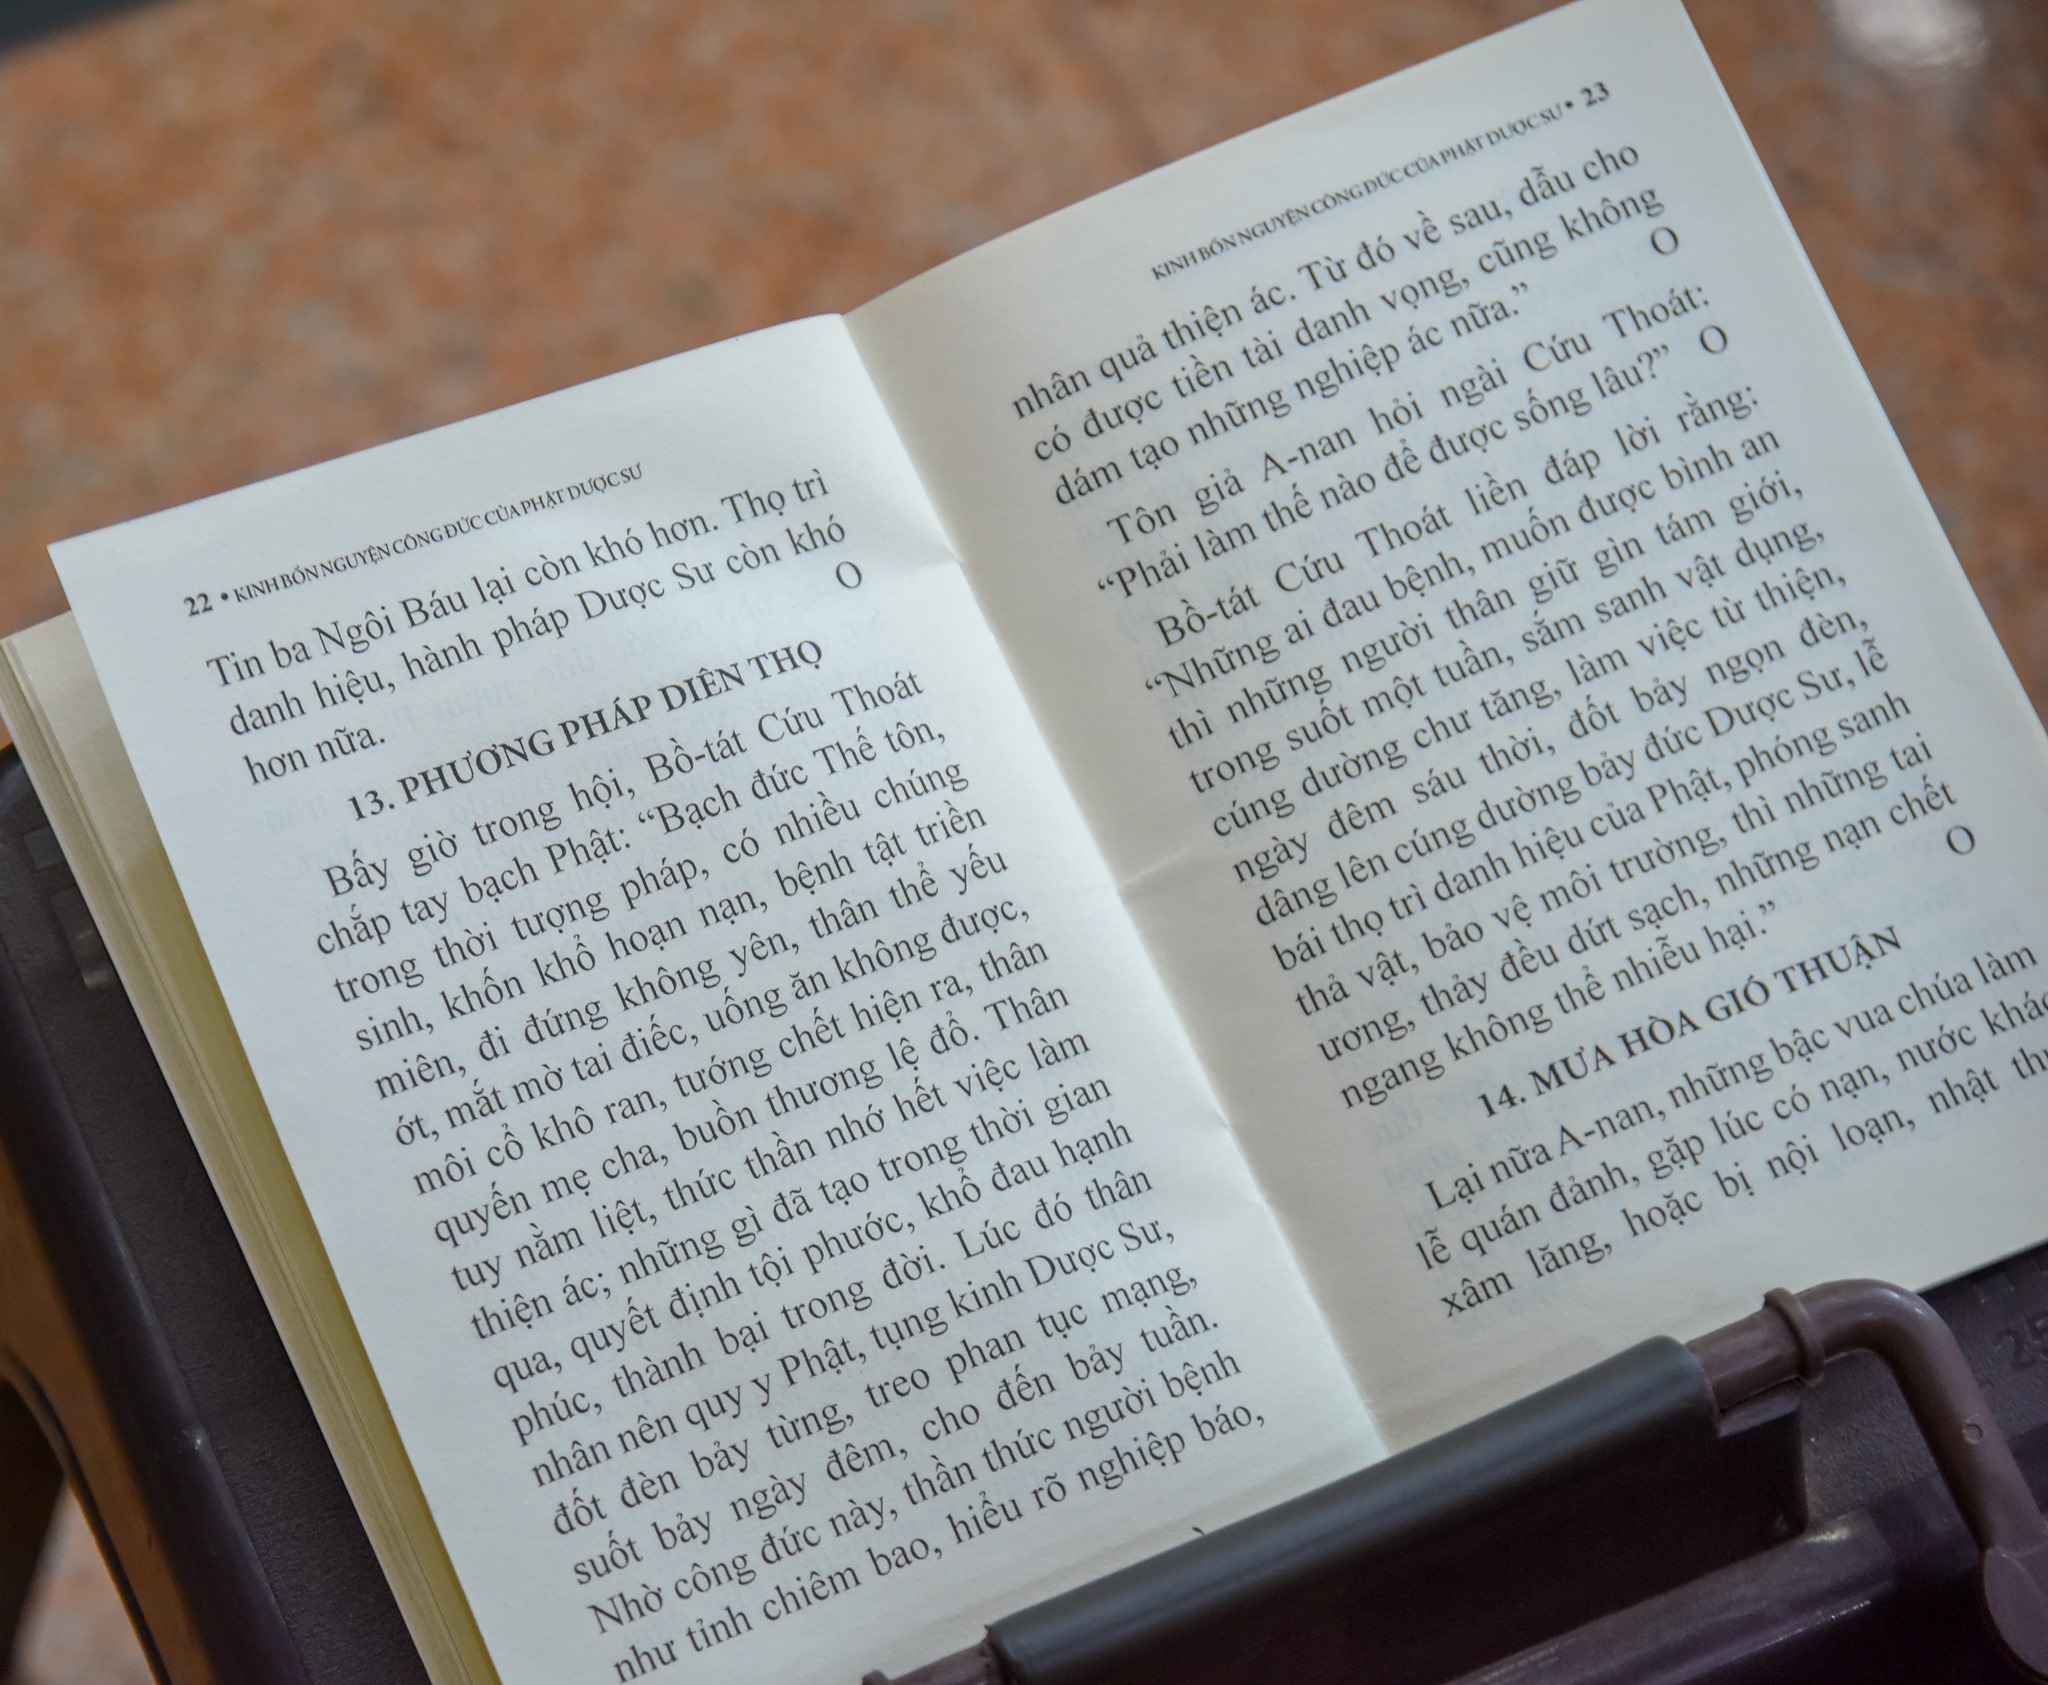 22 • KINH BỔN NGUYỆN CÔNG ĐỨC CỦA PHẬT DƯỢC SƯ
Tin ba Ngôi Báu lại còn khó hơn. Thọ trì
danh hiệu, hành pháp Dược Sư còn khó
hơn nữa. O
13. PHƯƠNG PHÁP DIÊN THỌ
Bấy giờ trong hội, Bồ-tát Cứu Thoát
chắp tay bạch Phật: “Bạch đức Thế tôn,
trong thời tượng pháp, có nhiều chúng
sinh, khốn khổ hoạn nạn, bệnh tật triền
miên, đi đứng không yên, thân thể yếu
ớt, mắt mờ tai điếc, uống ăn không được,
môi cổ khô ran, tướng chết hiện ra, thân
quyến mẹ cha, buồn thương lệ đổ. Thân
tuy nằm liệt, thức thần nhớ hết việc làm
thiện ác; những gì đã tạo trong thời gian
qua, quyết định tội phước, khổ đau hạnh
phúc, thành bại trong đời. Lúc đó thân
nhân nên quy y Phật, tụng kinh Dược Sư,
đốt đèn bảy từng, treo phan tục mạng,
suốt bảy ngày đêm, cho đến bảy tuần.
Nhờ công đức này, thần thức người bệnh
như tỉnh chiêm bao, hiểu rõ nghiệp báo,
KINH BỔN NGUYỆN CÔNG ĐỨC CỦA PHẬT DƯỢC SƯ • 23
nhân quả thiện ác. Từ đó về sau, dẫu cho
có được tiền tài danh vọng, cũng không
dám tạo những nghiệp ác nữa.” O
Tôn giả A-nan hỏi ngài Cứu Thoát:
“Phải làm thế nào để được sống lâu?” O
Bồ-tát Cứu Thoát liền đáp lời rằng:
“Những ai đau bệnh, muốn được bình an
thì những người thân giữ gìn tám giới,
trong suốt một tuần, sắm sanh vật dụng,
cúng dường chư tăng, làm việc từ thiện,
ngày đêm sáu thời, đốt bảy ngọn đèn,
dâng lên cúng dường bảy đức Dược Sư, lễ
bái thọ trì danh hiệu của Phật, phóng sanh
thả vật, bảo vệ môi trường, thì những tai
ương, thảy đều dứt sạch, những nạn chết
ngang không thể nhiễu hại.” O
14. MƯA HÒA GIÓ THUẬN
Lại nữa A-nan, những bậc vua chúa làm
lễ quán đảnh, gặp lúc có nạn, nước khác
xâm lăng, hoặc bị nội loạn, nhật